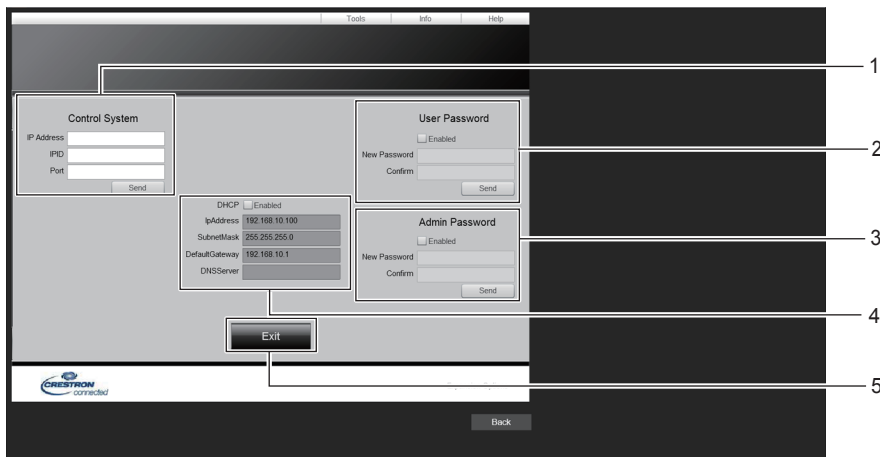 Tools Info Help
1
Control System
IP Address
IPID
Port
Send
User Password
Enabled
New Password
Confirm
Send
2
DHCP Enabled
IpAddress 192.168.10.100
SubnetMask 255.255.255.0
DefaultGateway 192.168.10.1
DNSServer
Admin Password
Enabled
New Password
Confirm
Send
3
4
Exit
5
CRESTRON
connected
Back